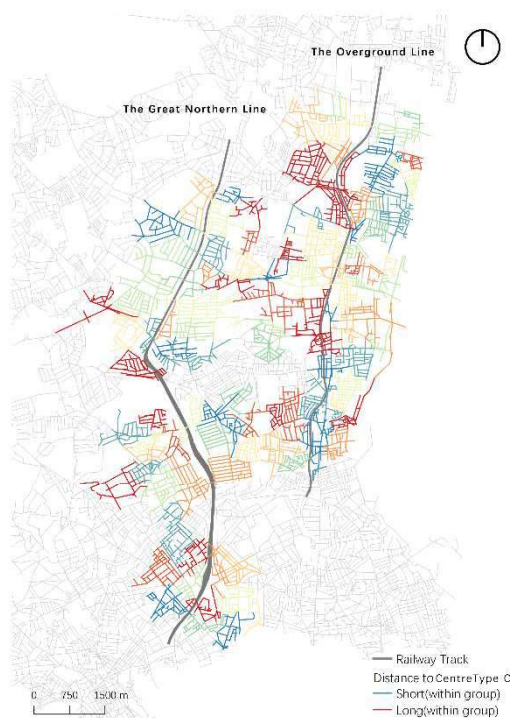 The Overground Line
The Great Northern Line
Railway Track
Distance to CentreType C
Short(within group)
Long(within group)
0 750 1500 m